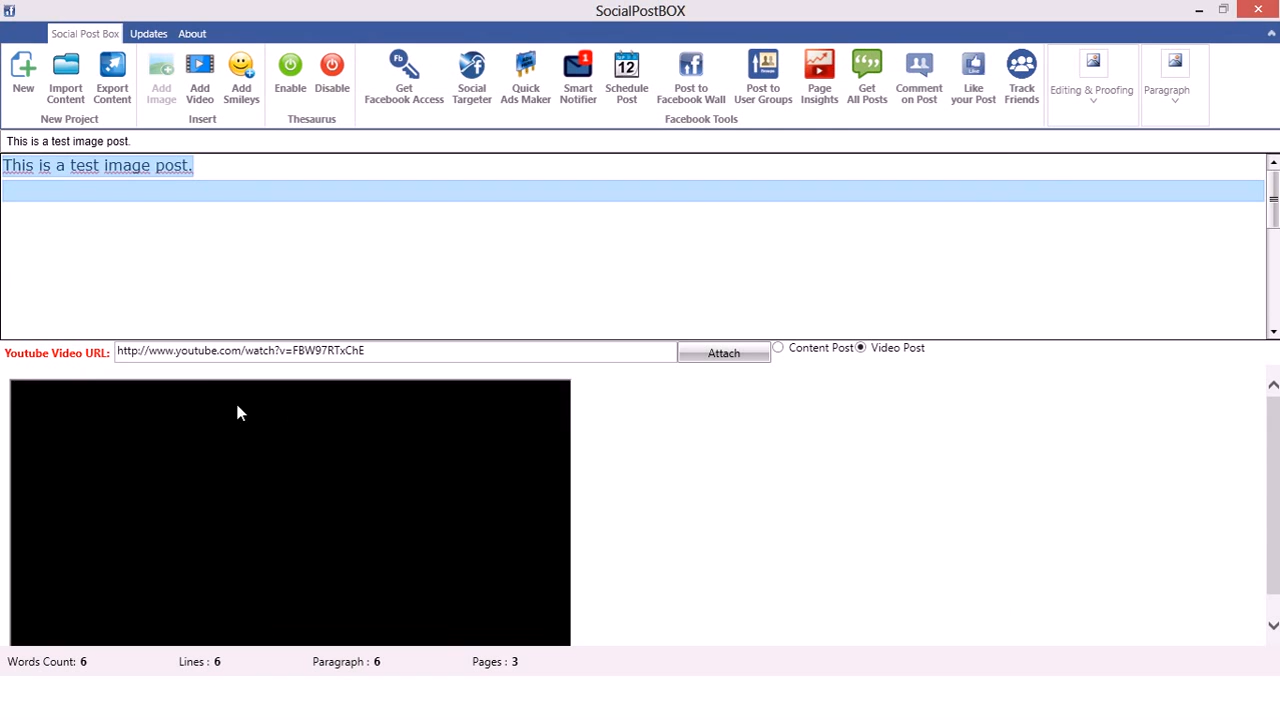 SocialPostBOX
Social Post Box Updates About
New
Import Content
Export Content
New Project
Add Image
Add Video
Add Smileys
Insert
Enable
Disable
Thesaurus
Fb
Get Facebook Access
Social Targeter
Quick Ads Maker
1
Smart Notifier
12
Schedule Post
Post to Facebook Wall
Post to User Groups
Page Insights
Get All Posts
Comment on Post
Like
Like your Post
Track Friends
Facebook Tools
Editing & Proofing
Paragraph
This is a test image post.
This is a test image post.
Youtube Video URL: http://www.youtube.com/watch?v=FBW97RTxChE Attach Content Post Video Post
Words Count: 6 Lines : 6 Paragraph : 6 Pages : 3